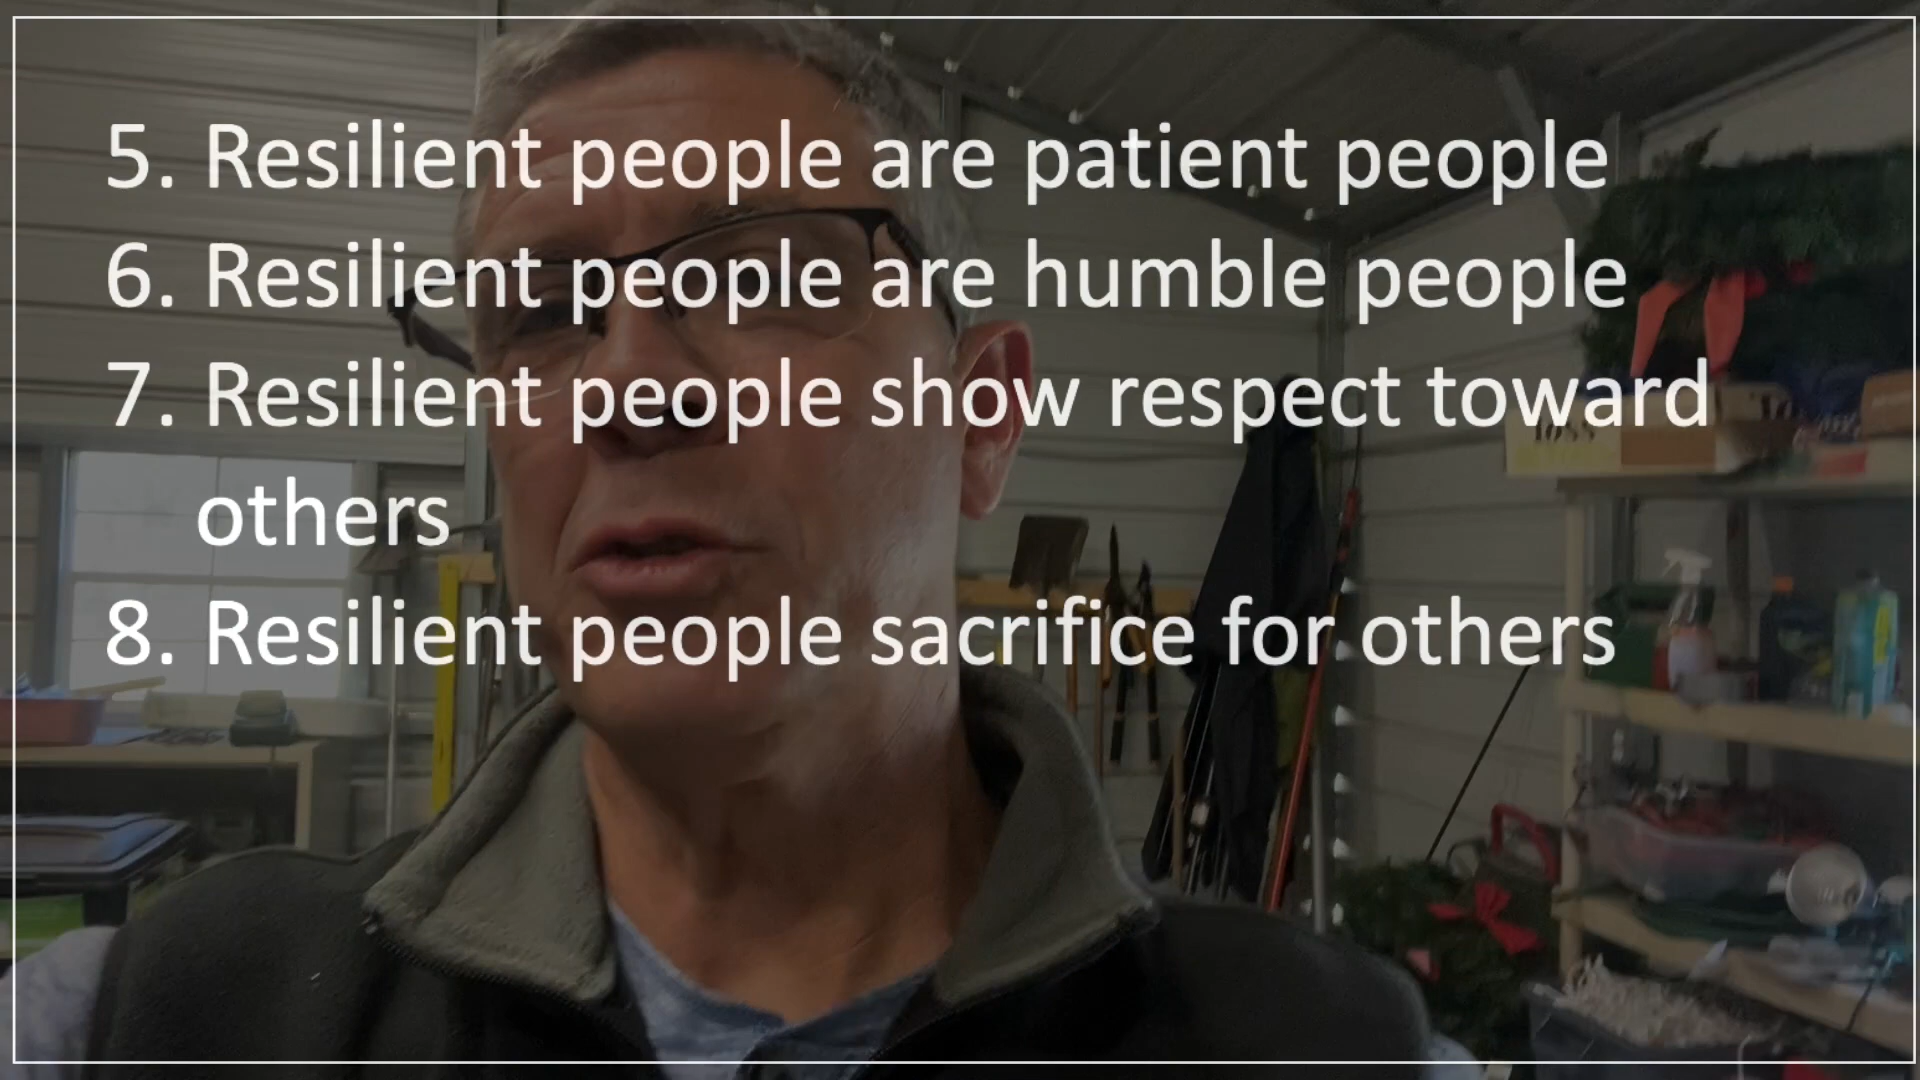 5. Resilient people are patient people
6. Resilient people are humble people
7. Resilient people show respect toward
others
8. Resilient people sacrifice for others